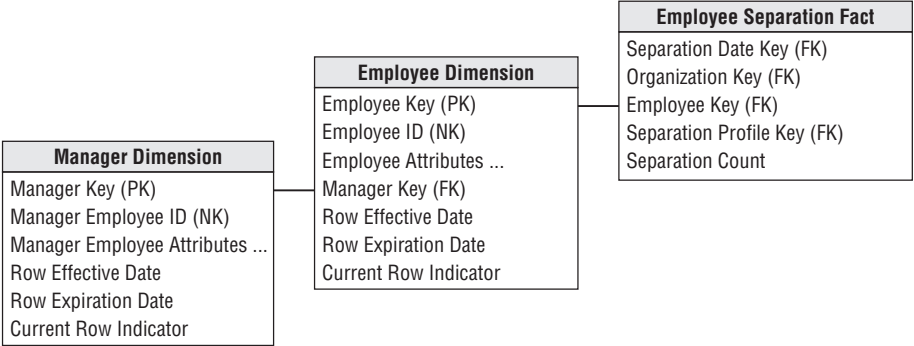 Manager Dimension
Manager Key (PK)
Manager Employee ID (NK)
Manager Employee Attributes ...
Row Effective Date
Row Expiration Date
Current Row Indicator
Employee Dimension
Employee Key (PK)
Employee ID (NK)
Employee Attributes ...
Manager Key (FK)
Row Effective Date
Row Expiration Date
Current Row Indicator
Employee Separation Fact
Separation Date Key (FK)
Organization Key (FK)
Employee Key (FK)
Separation Profile Key (FK)
Separation Count